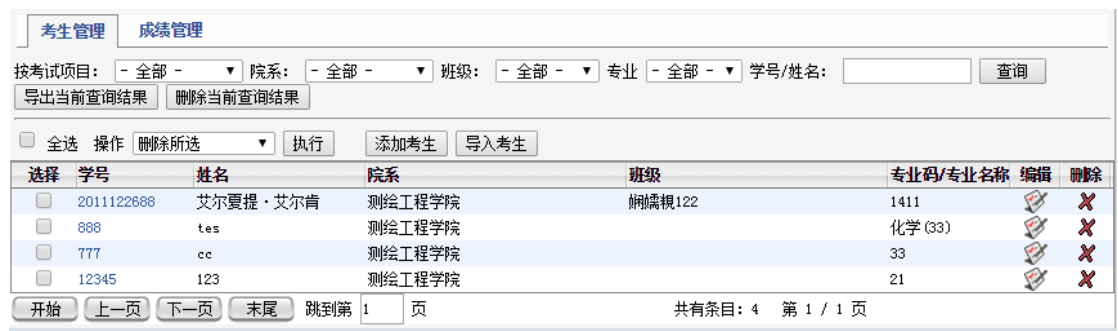 考生管理 成绩管理
按考试项目： - 全部 - 院系： - 全部 - 班级： - 全部 - 专业 - 全部 - 学号/姓名： 查询
导出当前查询结果 删除当前查询结果
全选 操作 删除所选 执行 添加考生 导入考生
选择 学号 姓名 院系 班级 专业码/专业名称 编辑 删除
2011122688 艾尔夏提·艾尔肯 测绘工程学院 娴嬬覌122 1411
888 tes 测绘工程学院 化学(33)
777 cc 测绘工程学院 33
12345 123 测绘工程学院 21
开始 上一页 下一页 末尾 跳到第 1 页 共有条目：4 第 1 / 1 页